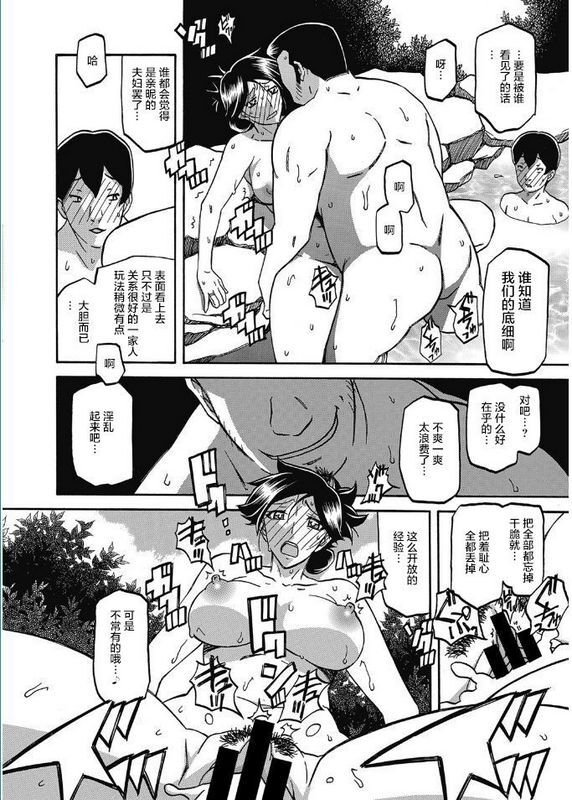 …要是被谁
看见了的话
呀…
谁都会觉得
是亲昵的
夫妇罢了…
哈
啊
啊
谁知道
我们的底细啊
表面看上去
只不过是
关系很好的一家人
玩法稍微有点
…大胆而已
啊
对吧…?
没什么好
在乎的…
不爽一爽
太浪费了…
淫乱
起来吧…
把全部都忘掉
干脆就…
把羞耻心
全都丢掉
这么开放的
经验…
可是
不常有的哦…